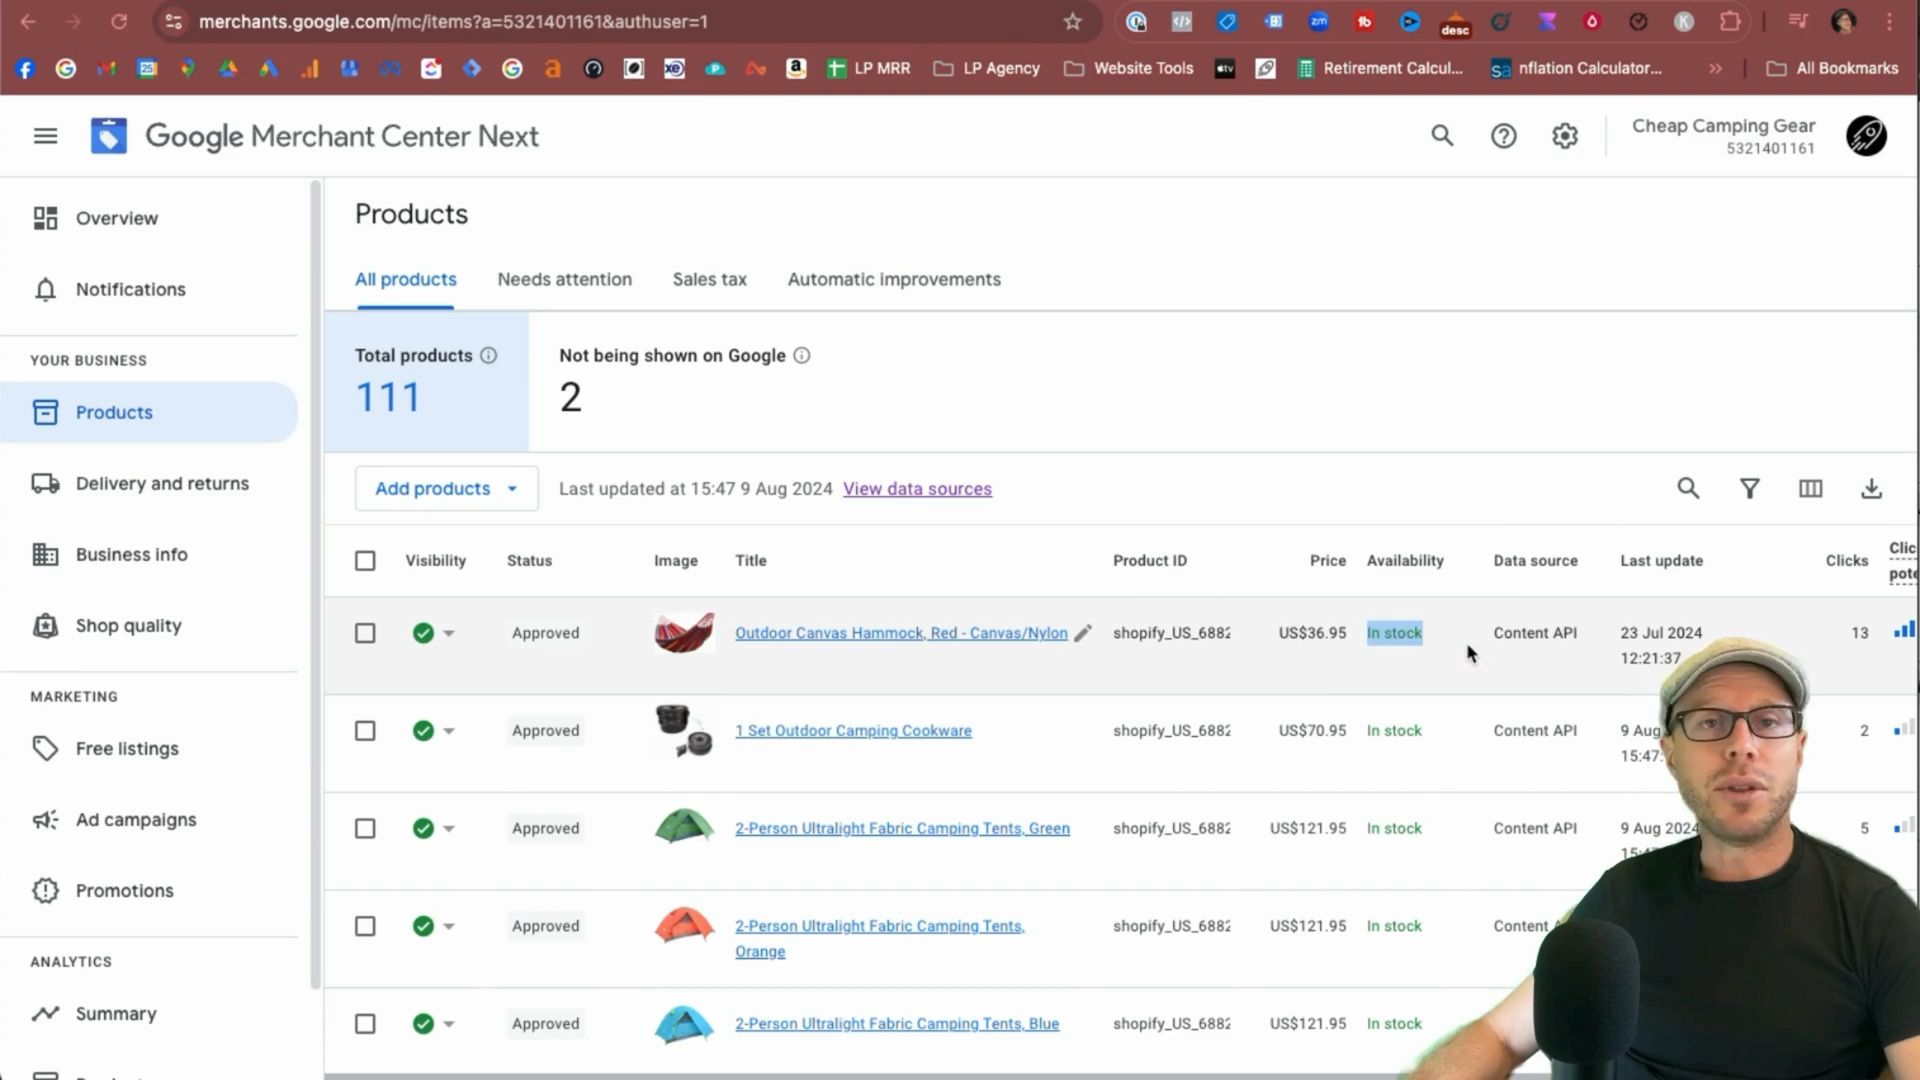 merchants.google.com/mc/items?a=5321401161&authuser=1
desc
LP MRR
LP Agency
Website Tools
Retirement Calcul...
nflation Calculator...
All Bookmarks
Google Merchant Center Next
Cheap Camping Gear
5321401161
Overview
Notifications
YOUR BUSINESS
Products
Delivery and returns
Business info
Shop quality
MARKETING
Free listings
Ad campaigns
Promotions
ANALYTICS
Summary
Products
All products
Needs attention
Sales tax
Automatic improvements
Total products
111
Not being shown on Google
2
Add products
Last updated at 15:47 9 Aug 2024 View data sources
Visibility
Status
Image
Title
Product ID
Price
Availability
Data source
Last update
Clicks
Approved
Outdoor Canvas Hammock, Red - Canvas/Nylon
shopify_US_6882
US$36.95
In stock
Content API
23 Jul 2024
12:21:37
13
Approved
1 Set Outdoor Camping Cookware
shopify_US_6882
US$70.95
In stock
Content API
9 Aug
15:47:
2
Approved
2-Person Ultralight Fabric Camping Tents, Green
shopify_US_6882
US$121.95
In stock
Content API
9 Aug 2024
5
Approved
2-Person Ultralight Fabric Camping Tents,
Orange
shopify_US_6882
US$121.95
In stock
Content
Approved
2-Person Ultralight Fabric Camping Tents, Blue
shopify_US_6882
US$121.95
In stock